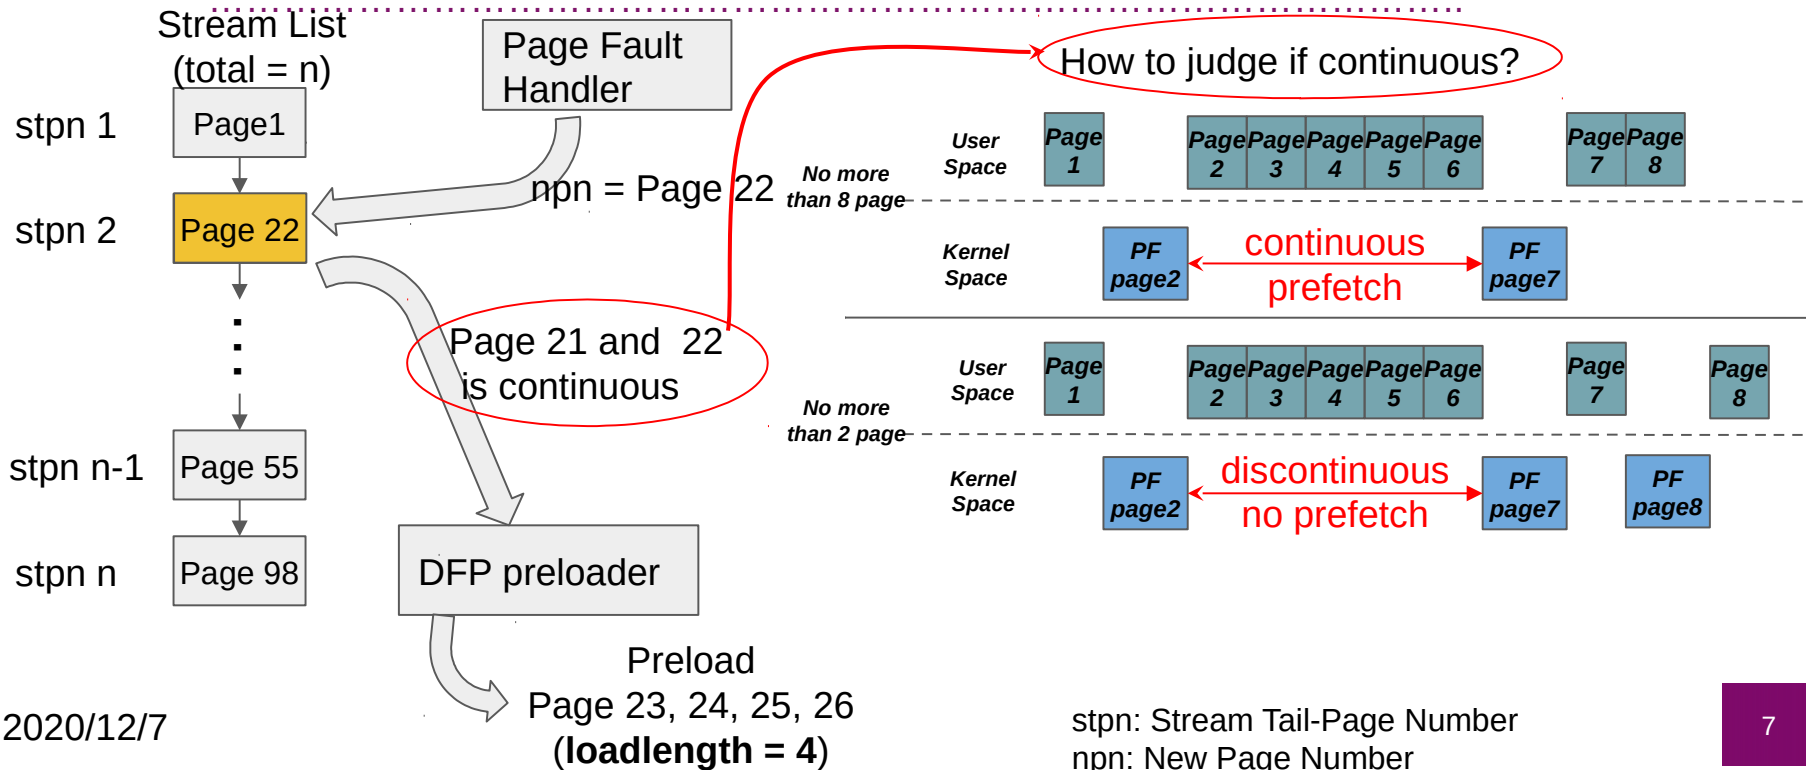 Stream List
(total = n)
stpn 1
Page1
stpn 2
Page 22
stpn n-1
Page 55
stpn n
Page 98
Page Fault
Handler
npn = Page 22
Page 21 and 22
is continuous
DFP preloader
Preload
Page 23, 24, 25, 26
(loadlength = 4)
How to judge if continuous?
No more
than 8 page
User
Space
Page
1
Page
2
Page
3
Page
4
Page
5
Page
6
Page
7
Page
8
Kernel
Space
PF
page2
continuous
prefetch
PF
page7
No more
than 2 page
User
Space
Page
1
Page
2
Page
3
Page
4
Page
5
Page
6
Page
7
Page
8
Kernel
Space
PF
page2
discontinuous
no prefetch
PF
page7
PF
page8
2020/12/7
stpn: Stream Tail-Page Number
npn: New Page Number
7